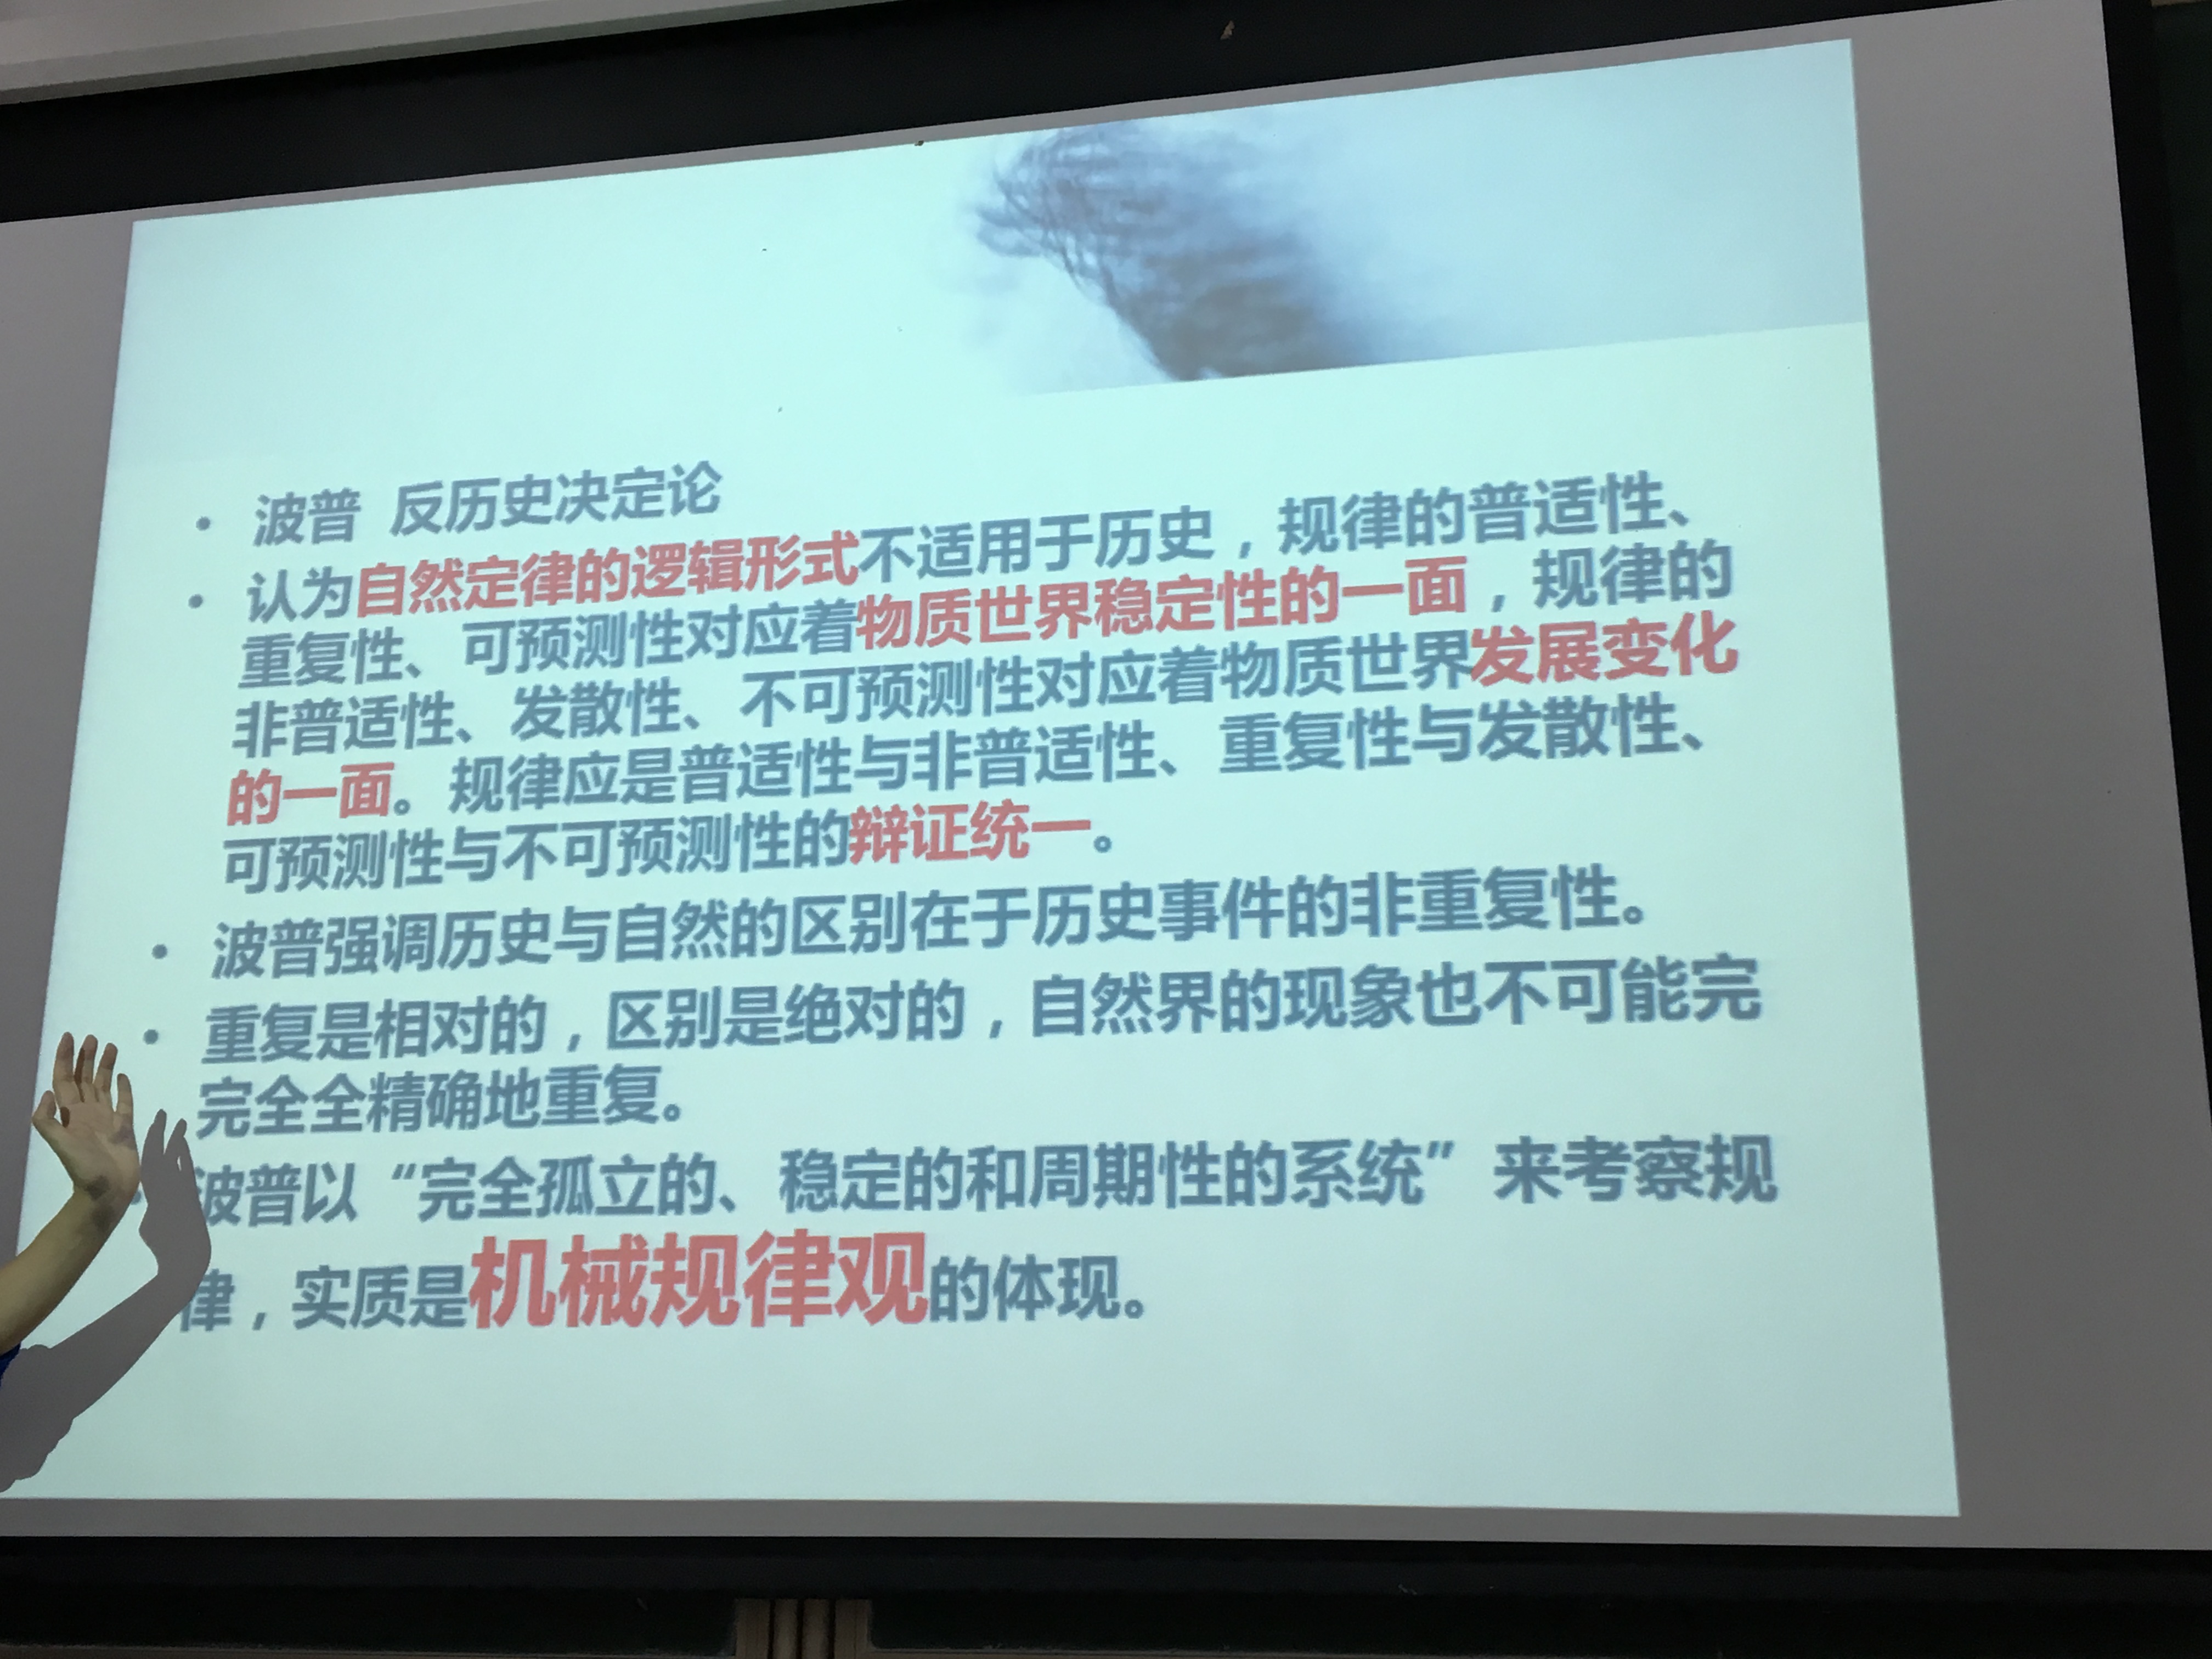 • 波普 反历史决定论
• 认为自然定律的逻辑形式不适用于历史，规律的普适性、
重复性、可预测性对应着物质世界稳定性的一面，规律的
非普适性、发散性、不可预测性对应着物质世界发展变化
的一面。规律应是普适性与非普适性、重复性与发散性、
可预测性与不可预测性的辩证统一。
• 波普强调历史与自然的区别在于历史事件的非重复性。
• 重复是相对的，区别是绝对的，自然界的现象也不可能完
完全全精确地重复。
• 波普以“完全孤立的、稳定的和周期性的系统”来考察规
律，实质是机械规律观的体现。